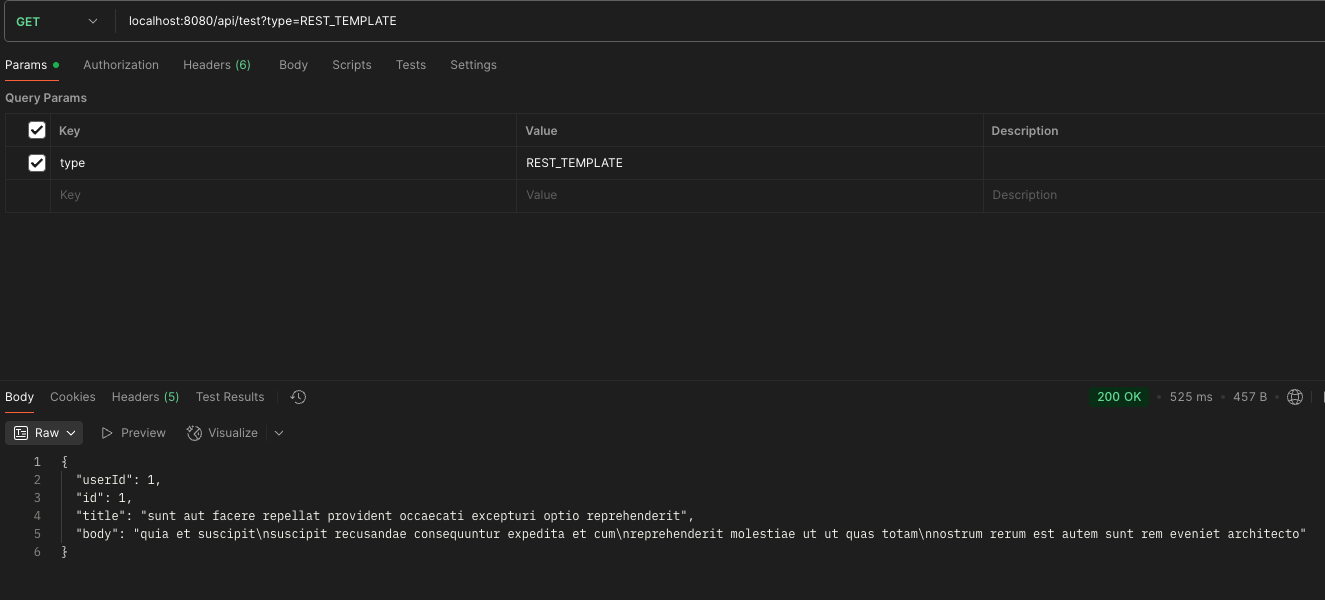 GET localhost:8080/api/test?type=REST_TEMPLATE
Params Authorization Headers (6) Body Scripts Tests Settings
Query Params
Key Value Description
type REST_TEMPLATE
Key Value Description
Body Cookies Headers (5) Test Results 200 OK 525 ms 457 B
Raw Preview Visualize
1 {
2 "userId": 1,
3 "id": 1,
4 "title": "sunt aut facere repellat provident occaecati excepturi optio reprehenderit",
5 "body": "quia et suscipit\nsuscipit recusandae consequuntur expedita et cum\nreprehenderit molestiae ut ut quas totam\nnostrum rerum est autem sunt rem eveniet architecto"
6 }